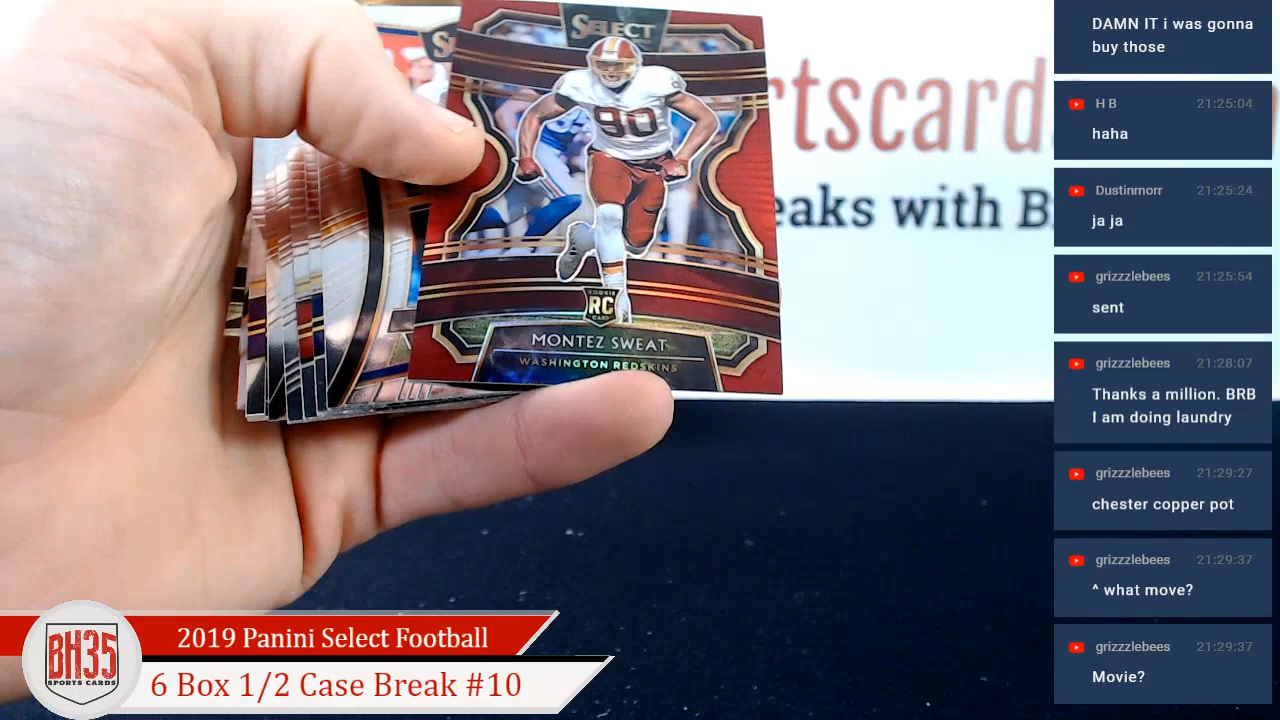 SELECT
90
RC
ROOKIE
CARD
MONTEZ SWEAT
WASHINGTON REDSKINS
rtscard
eaks with B
DAMN IT i was gonna
buy those
H B 21:25:04
haha
Dustinmorr 21:25:24
ja ja
grizzzlebees 21:25:54
sent
grizzzlebees 21:28:07
Thanks a million. BRB
I am doing laundry
grizzzlebees 21:29:27
chester copper pot
grizzzlebees 21:29:37
^ what move?
grizzzlebees 21:29:37
Movie?
BH35
SPORTS CARDS
2019 Panini Select Football
6 Box 1/2 Case Break #10